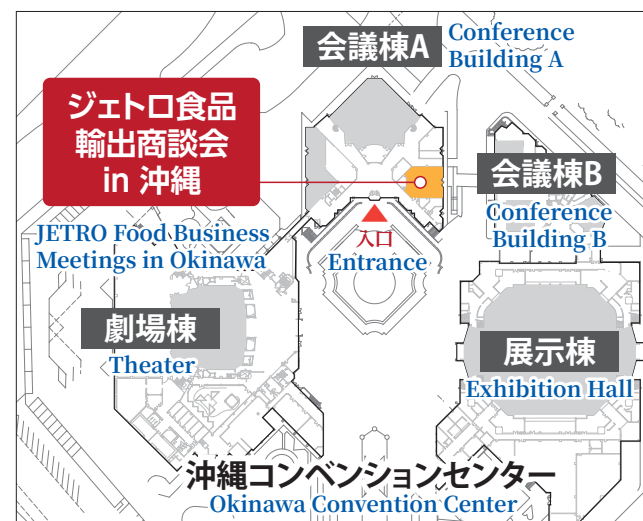 会議棟A
Conference
Building A
ジェトロ食品
輸出商談会
in 沖縄
JETRO Food Business
Meetings in Okinawa
会議棟B
Conference
Building B
入口
Entrance
劇場棟
Theater
展示棟
Exhibition Hall
沖縄コンベンションセンター
Okinawa Convention Center